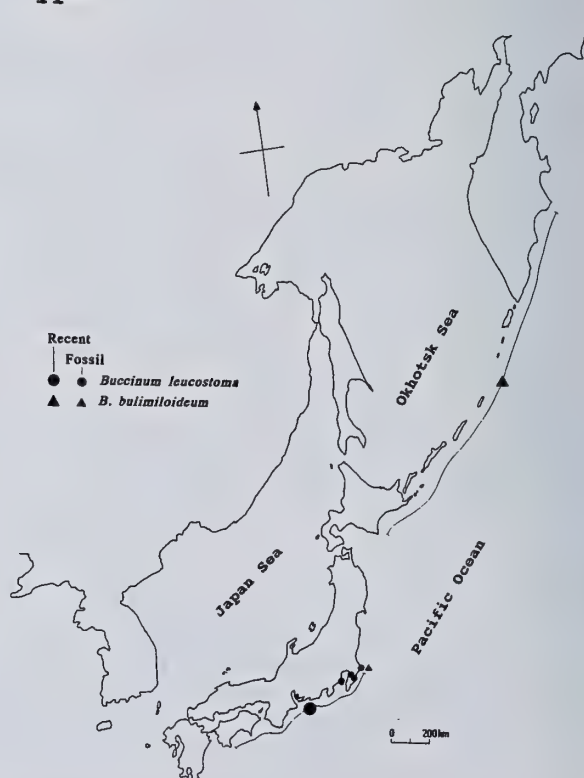 Recent
Fossil
Buccinum leucostoma
B. bulimiloideum
Okhotsk Sea
Japan Sea
Pacific Ocean
0 200km